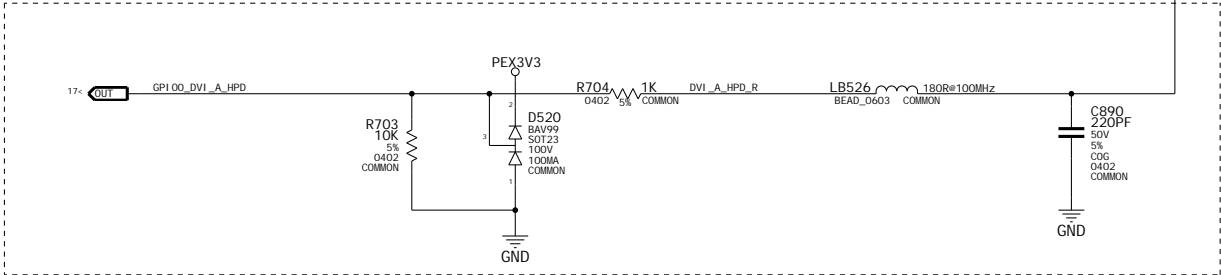 PEX3V3
17< OUT
GPIO0_DVI_A_HPD
R704 1K
0402 5% COMMON
DVI_A_HPD_R
LB526 180R@100MHz
BEAD_0603 COMMON
R703
10K
5%
0402
COMMON
2
3
1
D520
BAV99
SOT23
100V
100MA
COMMON
C890
220PF
50V
5%
COG
0402
COMMON
GND
GND